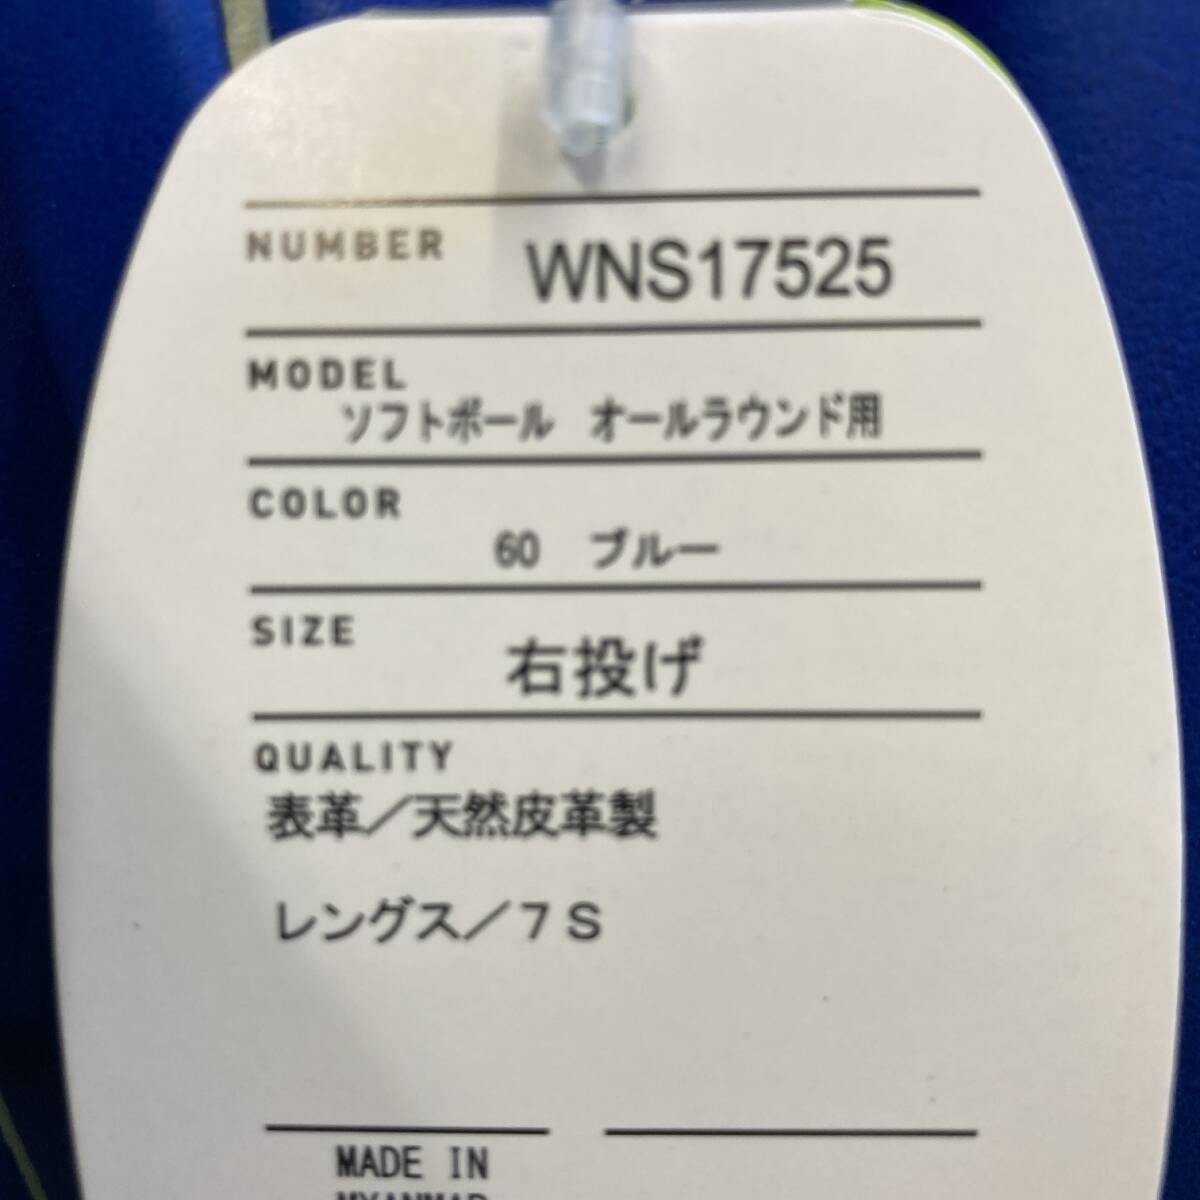 NUMBER WNS17525
MODEL
ソフトボール オールラウンド用
COLOR
60 ブルー
SIZE 右投げ
QUALITY
表革／天然皮革製
レングス／7S
MADE IN
MYANMAR